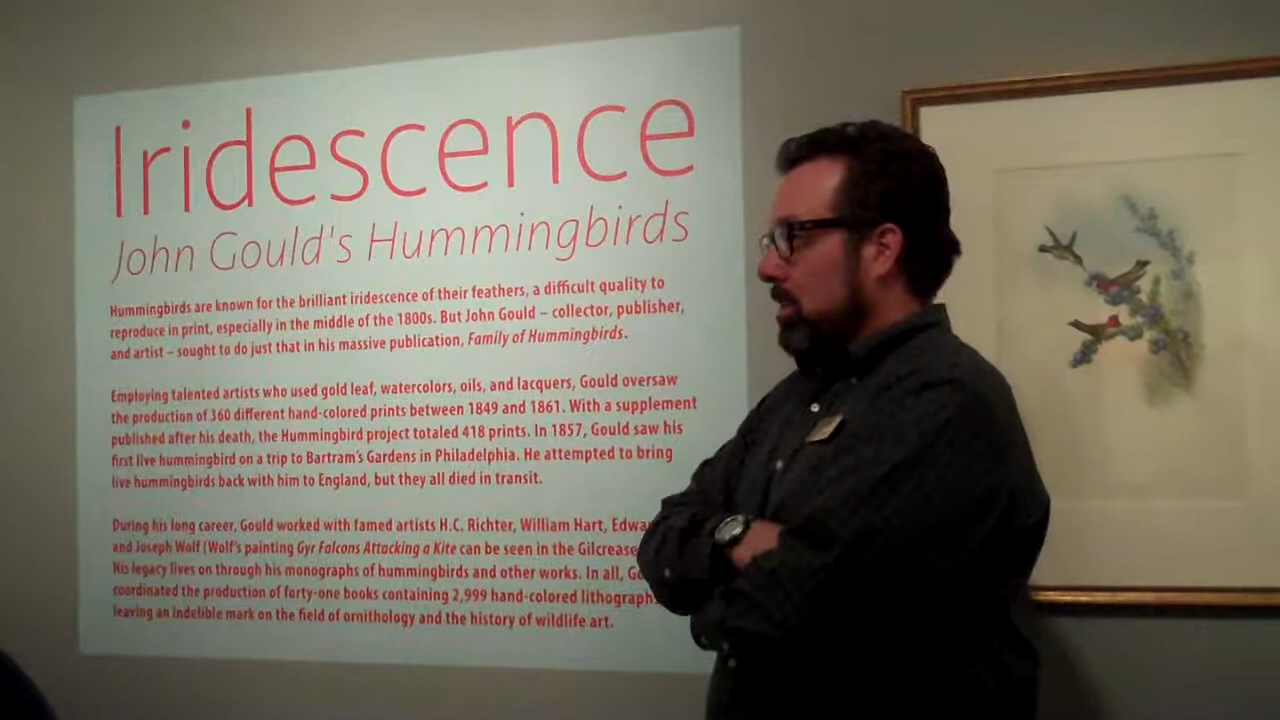 Iridescence
John Gould's Hummingbirds
Hummingbirds are known for the brilliant iridescence of their feathers, a difficult quality to
reproduce in print, especially in the middle of the 1800s. But John Gould – collector, publisher,
and artist – sought to do just that in his massive publication, Family of Hummingbirds.
Employing talented artists who used gold leaf, watercolors, oils, and lacquers, Gould oversaw
the production of 360 different hand-colored prints between 1849 and 1861. With a supplement
published after his death, the Hummingbird project totaled 418 prints. In 1857, Gould saw his
first live hummingbird on a trip to Bartram's Gardens in Philadelphia. He attempted to bring
live hummingbirds back with him to England, but they all died in transit.
During his long career, Gould worked with famed artists H.C. Richter, William Hart,
and Joseph Wolf (Wolf's painting Gyr Falcons Attacking a Kite can be seen in the Gilcrease
His legacy lives on through his monographs of hummingbirds and other works. In all,
coordinated the production of forty-one books containing 2,999 hand-colored
leaving an indelible mark on the field of ornithology and the history of wildlife art.